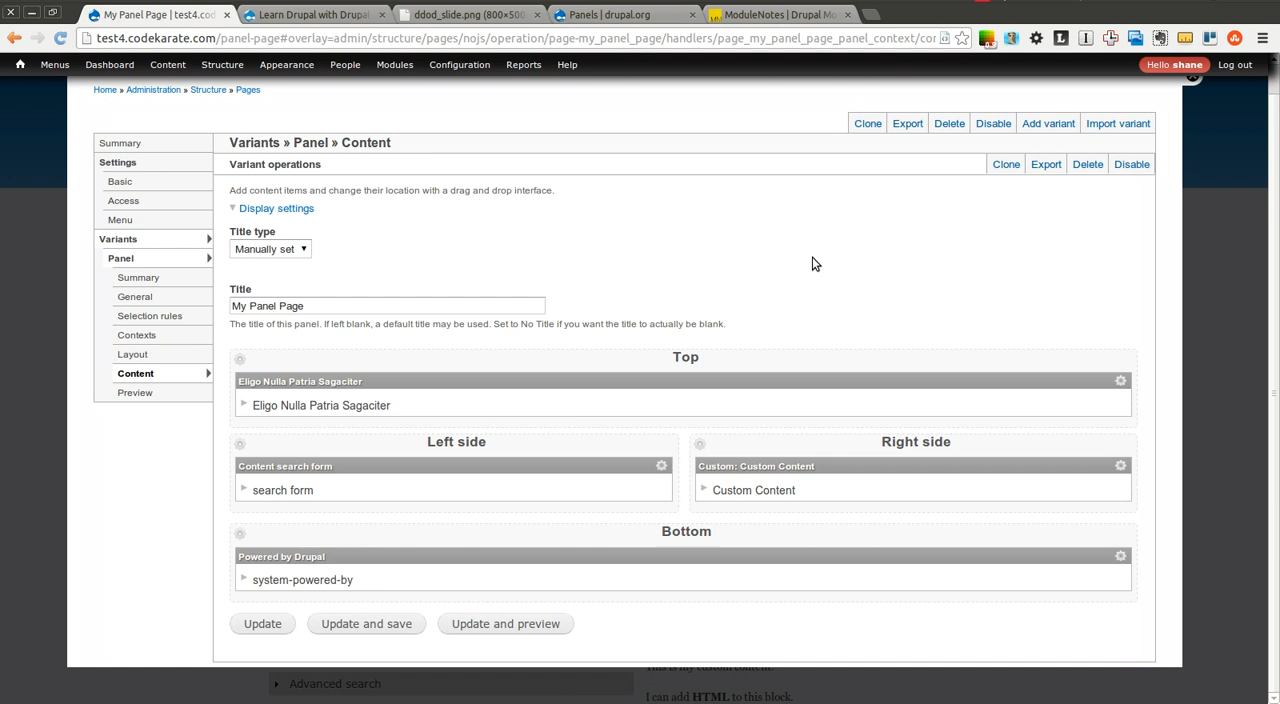 My Panel Page | test4.cod
Learn Drupal with Drupa
ddod_slide.png (800×500
Panels | drupal.org
ModuleNotes | Drupal Mo
test4.codekarate.com/panel-page#overlay=admin/structure/pages/nojs/operation/page-my_panel_page/handlers/page_my_panel_page_panel_context/cor
Menus Dashboard Content Structure Appearance People Modules Configuration Reports Help Hello shane Log out
Home » Administration » Structure » Pages
Clone Export Delete Disable Add variant Import variant
Summary
Settings
Basic
Access
Menu
Variants
Panel
Summary
General
Selection rules
Contexts
Layout
Content
Preview
Variants » Panel » Content
Variant operations
Clone Export Delete Disable
Add content items and change their location with a drag and drop interface.
Display settings
Title type
Manually set
Title
My Panel Page
The title of this panel. If left blank, a default title may be used. Set to No Title if you want the title to actually be blank.
Top
Eligo Nulla Patria Sagaciter
Eligo Nulla Patria Sagaciter
Left side
Content search form
search form
Right side
Custom: Custom Content
Custom Content
Bottom
Powered by Drupal
system-powered-by
Update Update and save Update and preview
This is my custom content.
Advanced search
I can add HTML to this block.